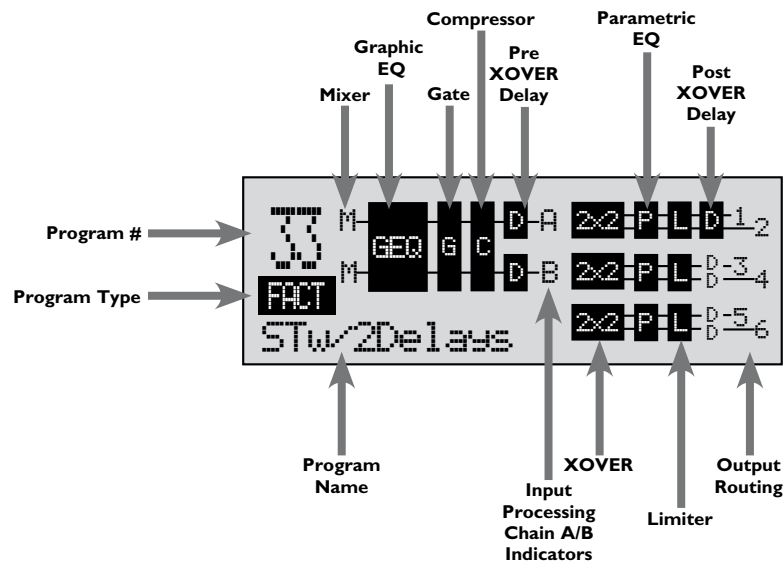 Compressor
Parametric
EQ
Graphic
EQ
Pre
XOVER
Delay
Post
XOVER
Delay
Mixer
Gate
Program #
Program Type
33
FACT
STw/2Delays
M
GEQ
G
C
D
A
2x2
P
L
D
1
2
M
D
B
2x2
P
L
D
3
D
4
2x2
P
L
D
5
D
6
Program
Name
Input
Processing
Chain A/B
Indicators
XOVER
Limiter
Output
Routing